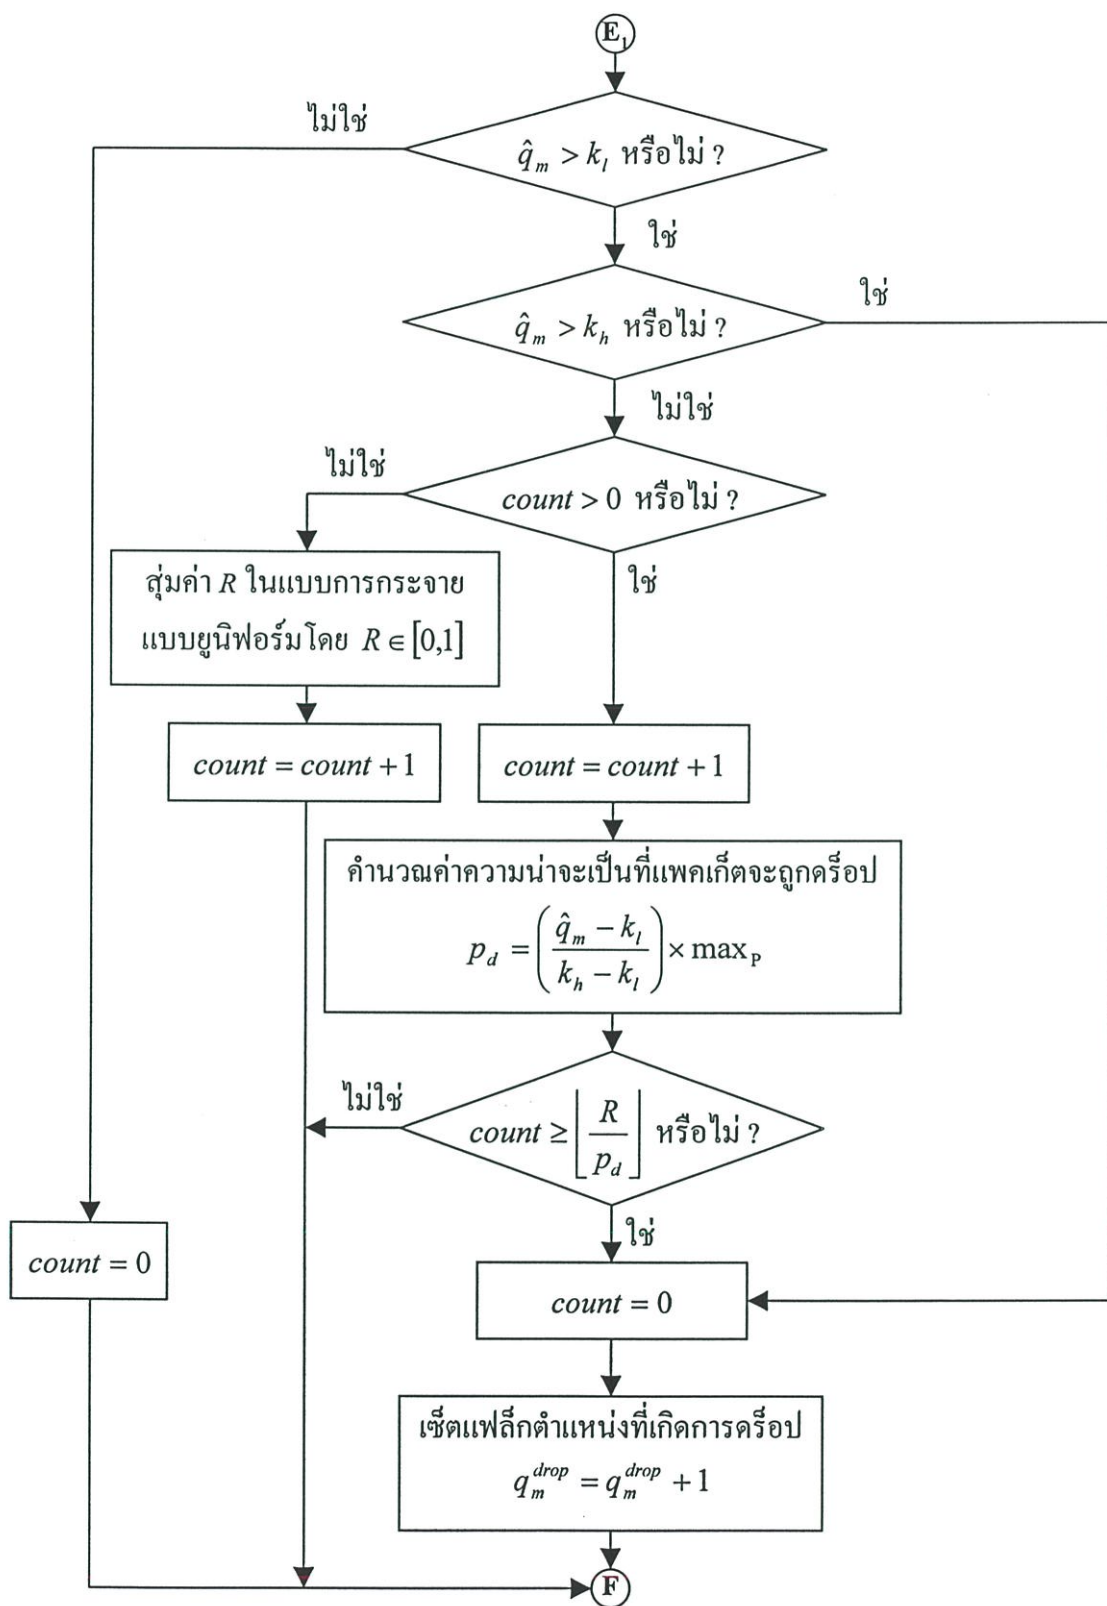 E₁
ไม่ใช่
q̂ₘ > kₗ หรือไม่ ?
ใช่
ใช่
q̂ₘ > kₕ หรือไม่ ?
ไม่ใช่
ไม่ใช่
count > 0 หรือไม่ ?
ใช่
สุ่มค่า R ในแบบการกระจาย
แบบยูนิฟอร์มโดย R ∈ [0,1]
count = count + 1
count = count + 1
คำนวณค่าความน่าจะเป็นที่แพคเก็ตจะถูกดร็อป
p_d = ((q̂ₘ − kₗ) / (kₕ − kₗ)) × max_P
ไม่ใช่
count ≥ ⌊R / p_d⌋ หรือไม่ ?
ใช่
count = 0
count = 0
เซ็ตแฟล็กตำแหน่งที่เกิดการดร็อป
q_m^{drop} = q_m^{drop} + 1
F